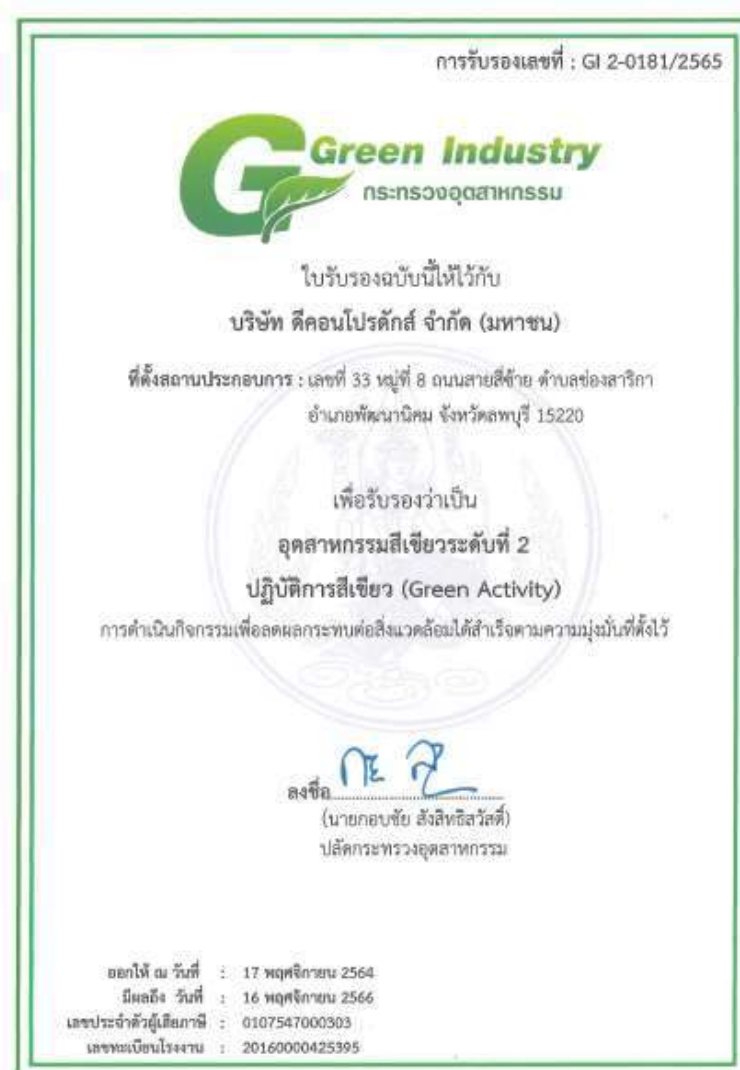 การรับรองเลขที่ : GI 2-0181/2565
Green Industry
กระทรวงอุตสาหกรรม
ใบรับรองฉบับนี้ให้ไว้กับ
บริษัท ดีคอนโปรดักส์ จำกัด (มหาชน)
ที่ตั้งสถานประกอบการ : เลขที่ 33 หมู่ที่ 8 ถนนสายสี่ซ้าย ตำบลช่องสาริกา
อำเภอพัฒนานิคม จังหวัดลพบุรี 15220
เพื่อรับรองว่าเป็น
อุตสาหกรรมสีเขียวระดับที่ 2
ปฏิบัติการสีเขียว (Green Activity)
การดำเนินกิจกรรมเพื่อลดผลกระทบต่อสิ่งแวดล้อมได้สำเร็จตามความมุ่งมั่นที่ตั้งไว้
ลงชื่อ
(นายกอบชัย สังสิทธิสวัสดิ์)
ปลัดกระทรวงอุตสาหกรรม
ออกให้ ณ วันที่ : 17 พฤศจิกายน 2564
มีผลถึง วันที่ : 16 พฤศจิกายน 2566
เลขประจำตัวผู้เสียภาษี : 0107547000303
เลขทะเบียนโรงงาน : 20160000425395